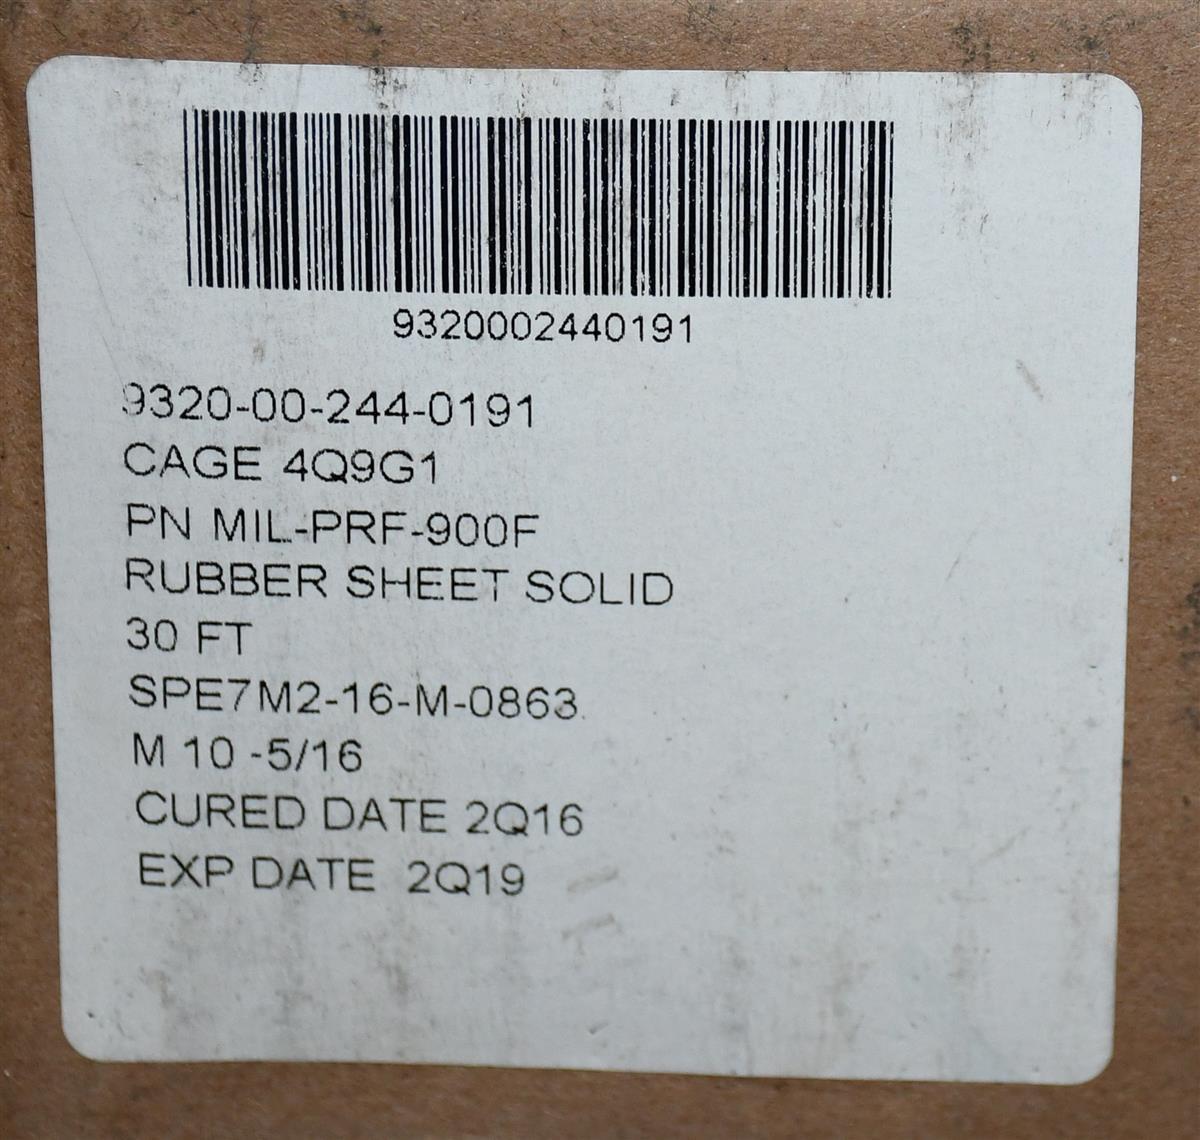 9320002440191
9320-00-244-0191
CAGE 4Q9G1
PN MIL-PRF-900F
RUBBER SHEET SOLID
30 FT
SPE7M2-16-M-0863
M 10 -5/16
CURED DATE 2Q16
EXP DATE 2Q19